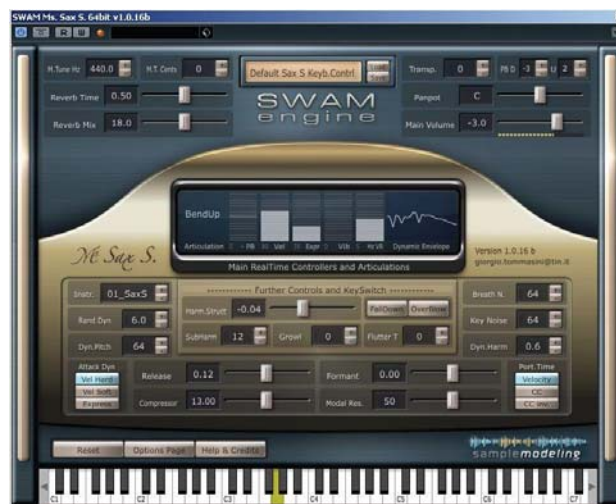 SWAM Ms. Sax S. 64bit v1.0.16b
R U
M.Tune Hz 440.0 M.T. Cents 0 Default Sax S Keyb.Contrl Load Save Transp. 0 PB D -3 U 2
Reverb Time 0.50 SWAM Panpot C
Reverb Mix 18.0 engine Main Volume -3.0
BendUp
Articulation - PB Vel Expr Vib Dynamic Envelope
Main RealTime Controllers and Articulations
Ms Sax S.
Version 1.0.16 b
giorgio.tommasini@tin.it
Further Controls and KeySwitch
Instr. 01_SaxS Harm.Struct -0.04 FallDown Overblow Breath N. 64
Rand.Dyn 6.0 SubHarm 12 Growl 0 Flutter T 0 Key Noise 64
Dyn.Pitch 64 Dyn.Harm 0.6
Attack Dyn Port.Time
Vel Hard Release 0.12 Formant 0.00 Velocity
Vel Soft CC
Express Compressor 13.00 Modal Res. 50 CC Inv.
Reset Options Page Help & Credits samplemodeling
C1 C2 C3 C4 C5 C6 C7